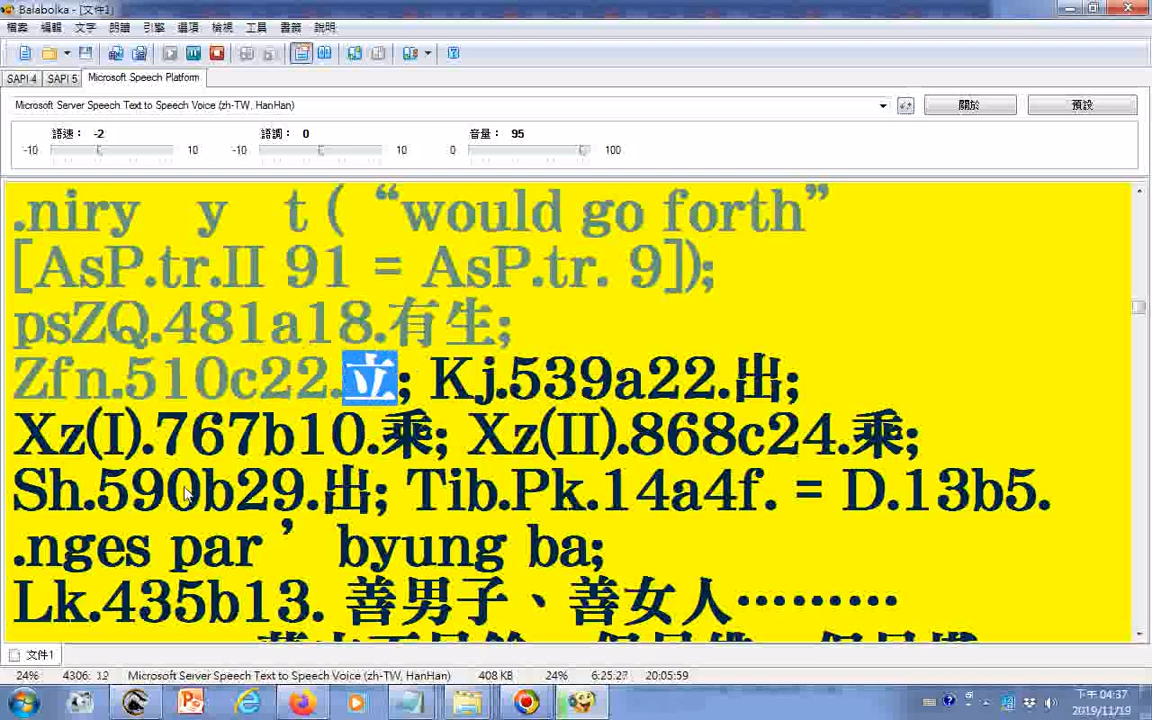 Balabolka - [文件1]
檔案 編輯 文字 朗讀 引擎 選項 檢視 工具 書籤 說明
SAPI 4 SAPI 5 Microsoft Speech Platform
Microsoft Server Speech Text to Speech Voice (zh-TW, HanHan) 關於 預設
語速： -2 語調： 0 音量： 95
-10 10 -10 10 0 100
.niry y t ( “would go forth”
[AsP.tr.II 91 = AsP.tr. 9]);
psZQ.481a18.有生;
Zfn.510c22.立; Kj.539a22.出;
Xz(I).767b10.乘; Xz(II).868c24.乘;
Sh.590b29.出; Tib.Pk.14a4f. = D.13b5.
.nges par ’ byung ba;
Lk.435b13. 善男子、善女人………
文件1
24% 4306: 12 Microsoft Server Speech Text to Speech Voice (zh-TW, HanHan) 408 KB 24% 6:25:27 20:05:59
下午 04:37
2019/11/19